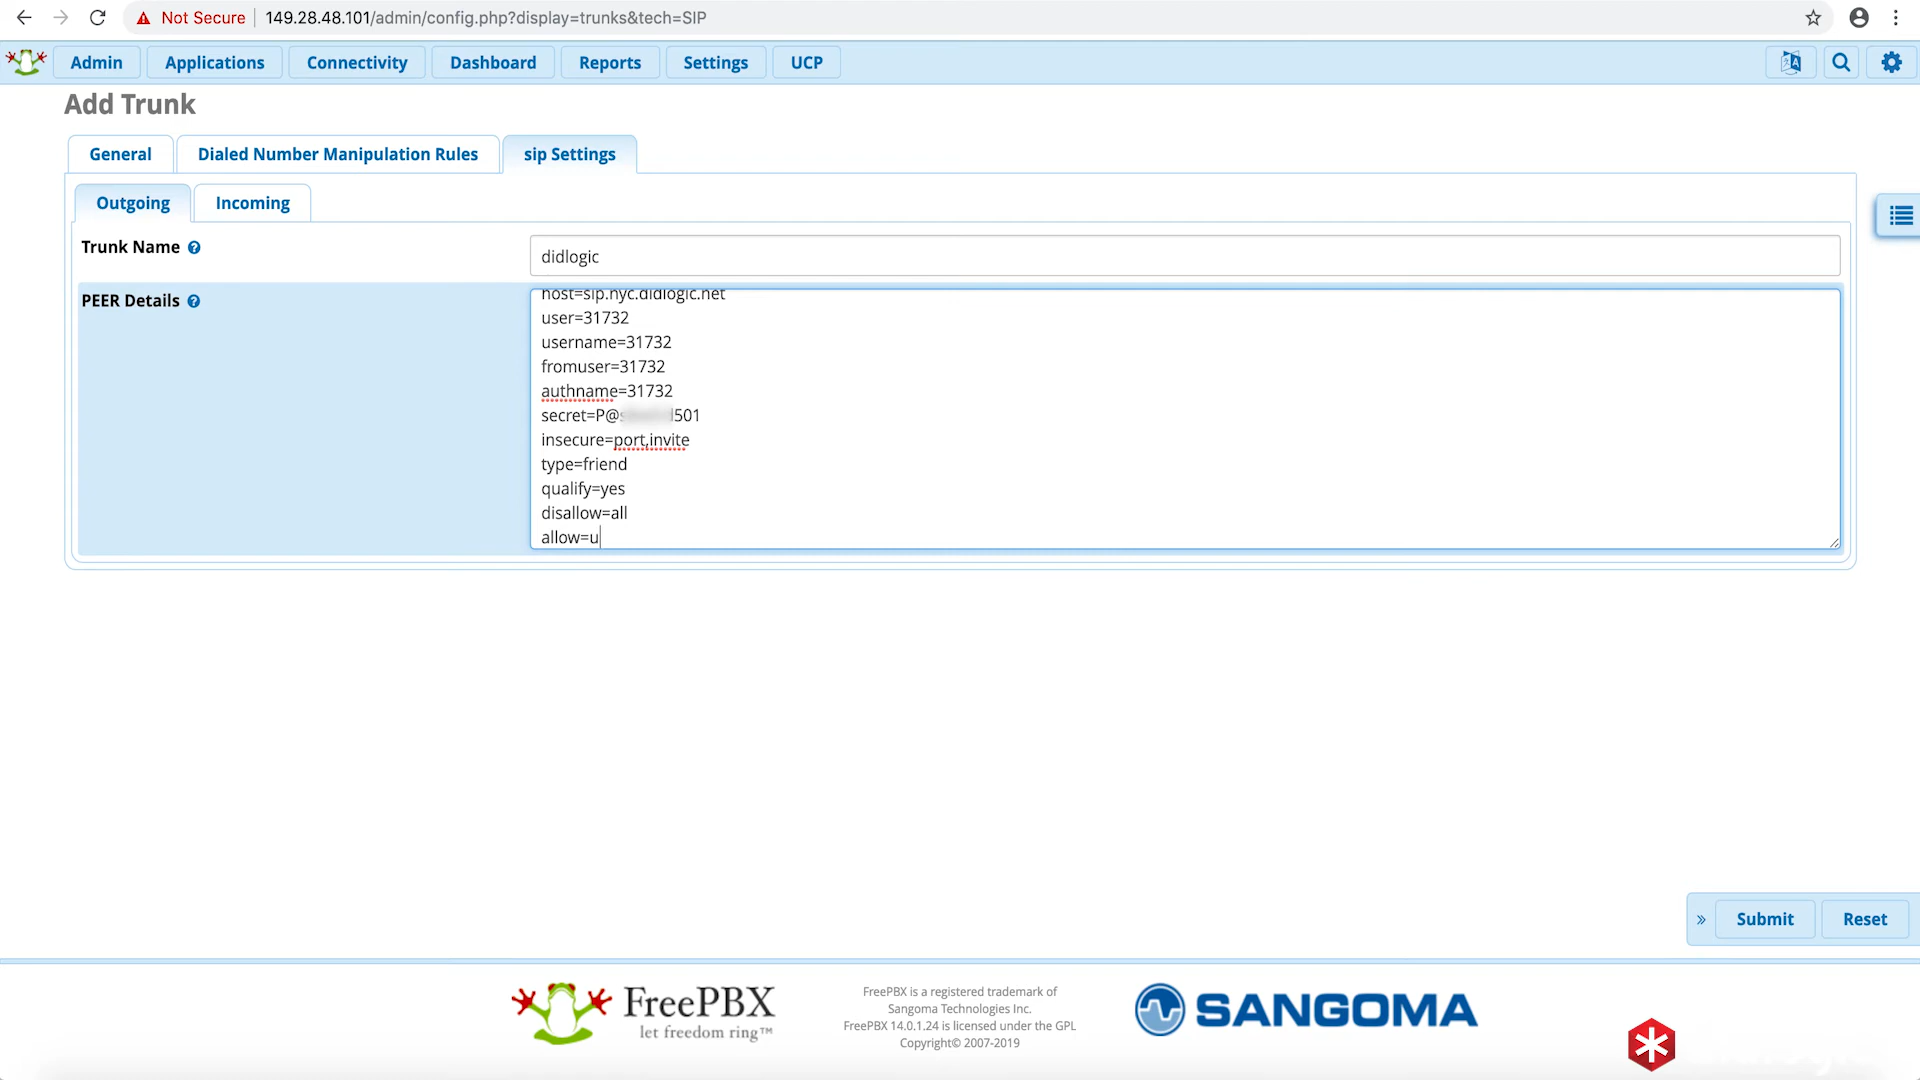 Not Secure 149.28.48.101/admin/config.php?display=trunks&tech=SIP
Admin Applications Connectivity Dashboard Reports Settings UCP
Add Trunk
General Dialed Number Manipulation Rules sip Settings
Outgoing Incoming
Trunk Name
didlogic
PEER Details
host=sip.nyc.didlogic.net
user=31732
username=31732
fromuser=31732
authname=31732
secret=P@ 501
insecure=port,invite
type=friend
qualify=yes
disallow=all
allow=u
» Submit Reset
FreePBX
let freedom ring™
FreePBX is a registered trademark of
Sangoma Technologies Inc.
FreePBX 14.0.1.24 is licensed under the GPL
Copyright© 2007-2019
SANGOMA